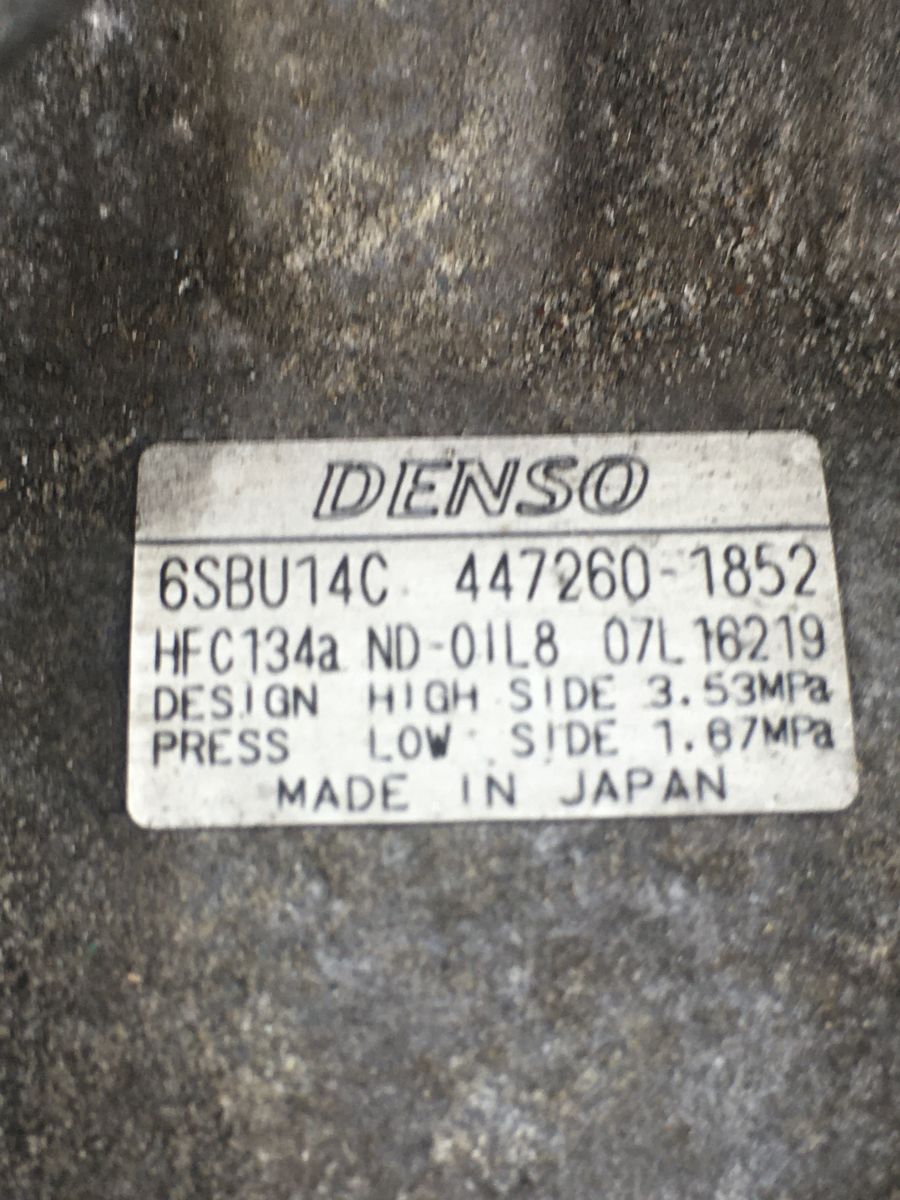 DENSO
6SBU14C 447260-1852
HFC134a ND-OIL8 07L16219
DESIGN HIGH SIDE 3.53MPa
PRESS LOW SIDE 1.67MPa
MADE IN JAPAN